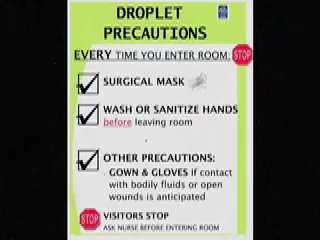 DROPLET
PRECAUTIONS
EVERY TIME YOU ENTER ROOM. STOP
SURGICAL MASK
WASH OR SANITIZE HANDS
before leaving room
OTHER PRECAUTIONS:
. GOWN & GLOVES If contact
with bodily fluids or open
wounds is anticipated
STOP VISITORS STOP
ASK NURSE BEFORE ENTERING ROOM